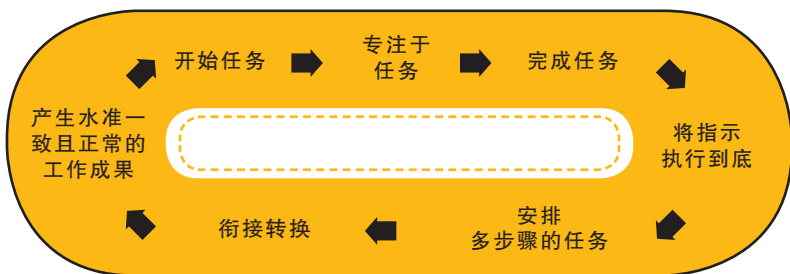 开始任务
专注于
任务
完成任务
将指示
执行到底
安排
多步骤的任务
衔接转换
产生水准一
致且正常的
工作成果